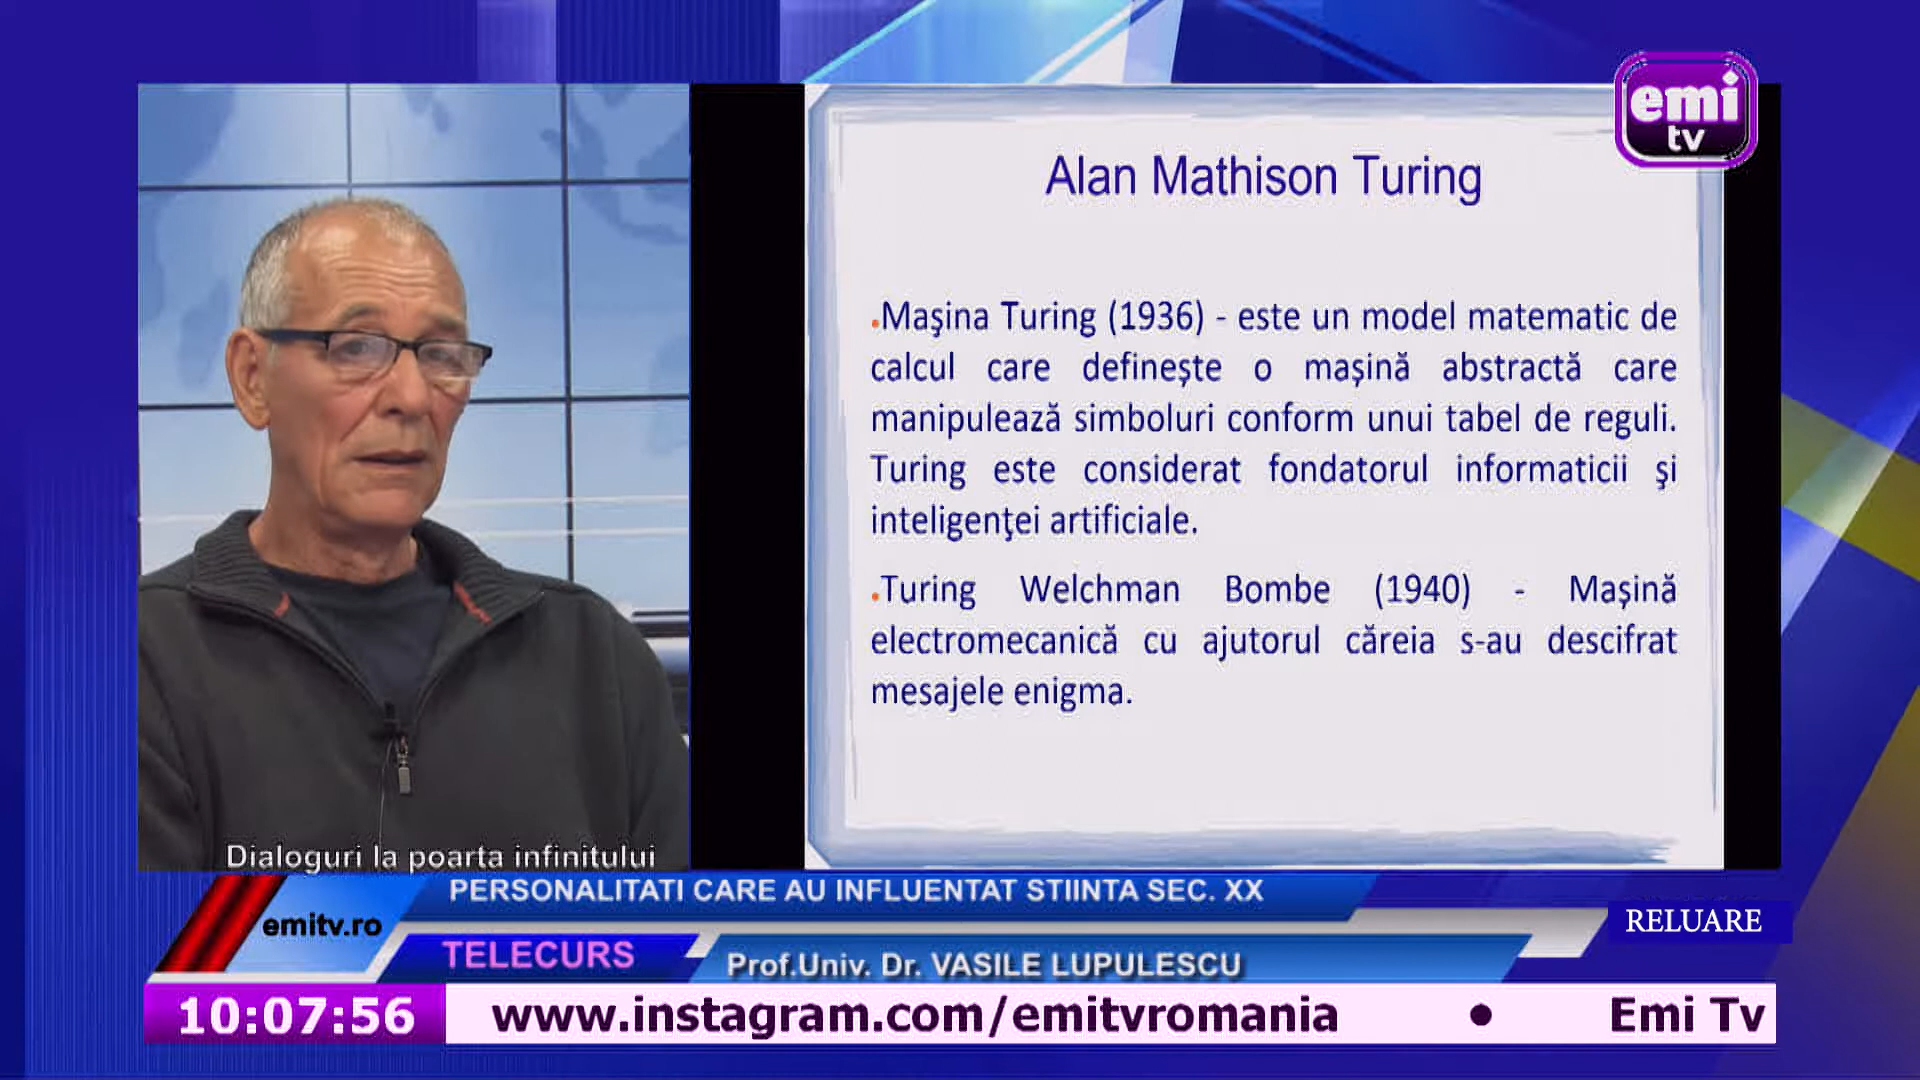 emi
tv
Alan Mathison Turing
•Maşina Turing (1936) - este un model matematic de
calcul care definește o mașină abstractă care
manipulează simboluri conform unui tabel de reguli.
Turing este considerat fondatorul informaticii şi
inteligenţei artificiale.
•Turing Welchman Bombe (1940) - Mașină
electromecanică cu ajutorul căreia s-au descifrat
mesajele enigma.
Dialoguri la poarta infinitului
PERSONALITATI CARE AU INFLUENTAT STIINTA SEC. XX
emitv.ro
RELUARE
TELECURS
Prof.Univ. Dr. VASILE LUPULESCU
10:07:56 www.instagram.com/emitvromania • Emi Tv